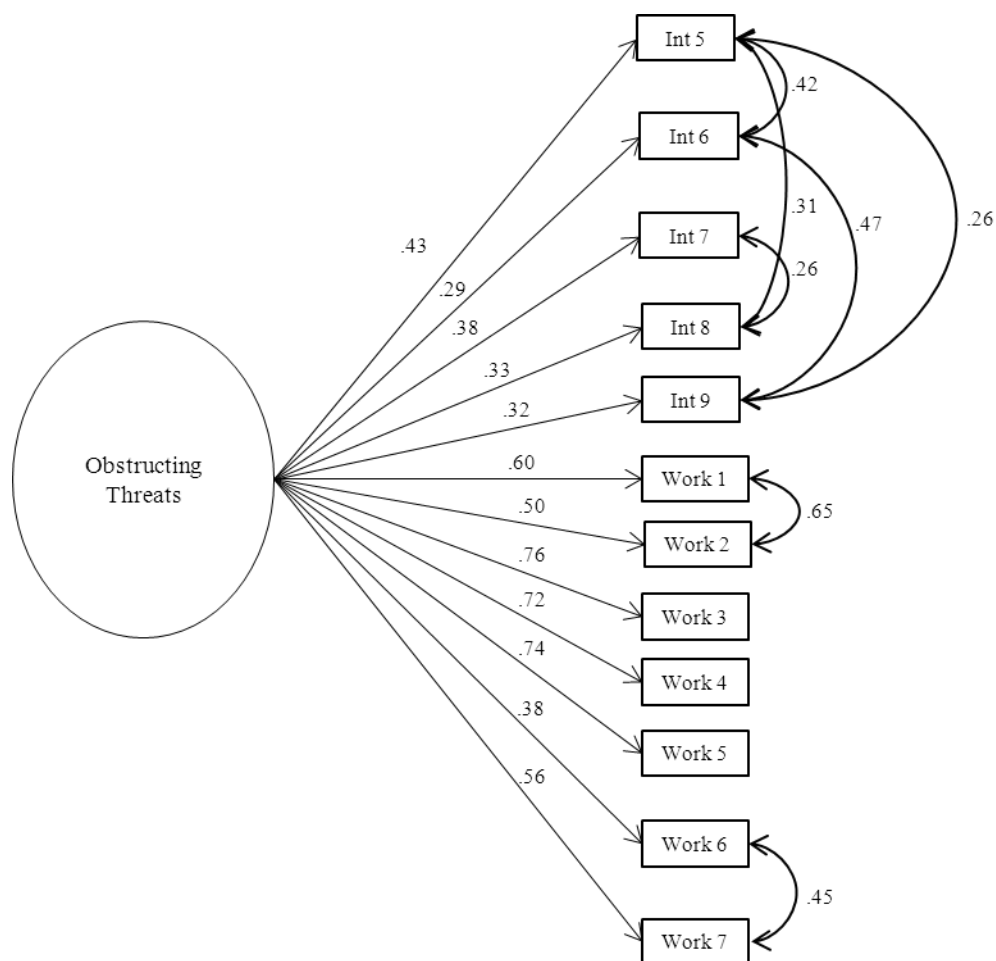 Int 5
.42
Int 6
.43
.31
.47
.26
Int 7
.29
.26
.38
Int 8
.33
Int 9
.32
Obstructing
Threats
.60
Work 1
.65
.50
Work 2
.76
Work 3
.72
.74
Work 4
.38
Work 5
.56
Work 6
.45
Work 7